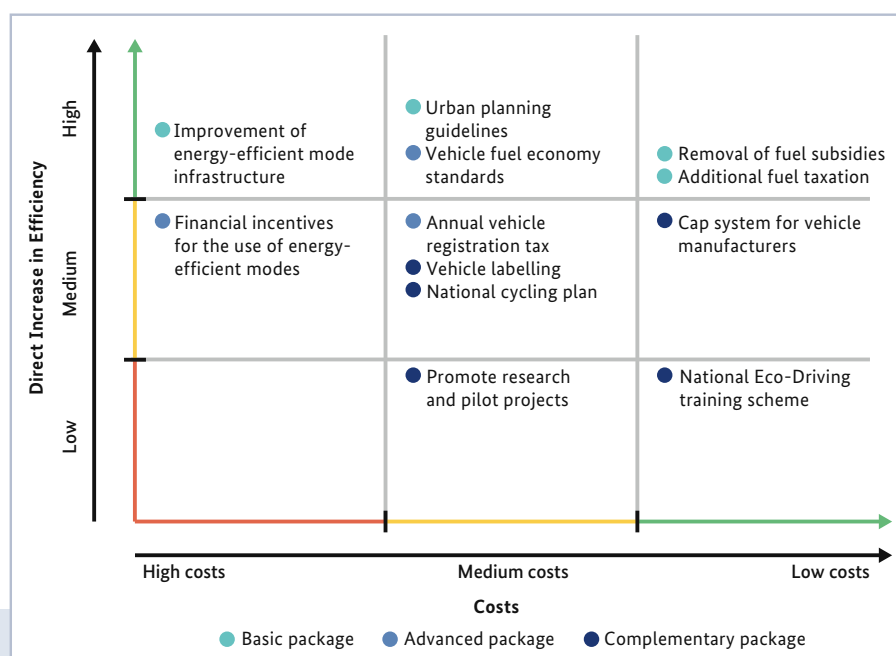 Direct Increase in Efficiency
High
Medium
Low
Improvement of
energy-efficient mode
infrastructure
Urban planning
guidelines
Vehicle fuel economy
standards
Removal of fuel subsidies
Additional fuel taxation
Financial incentives
for the use of energy-
efficient modes
Annual vehicle
registration tax
Vehicle labelling
National cycling plan
Cap system for vehicle
manufacturers
Promote research
and pilot projects
National Eco-Driving
training scheme
High costs
Medium costs
Low costs
Costs
Basic package
Advanced package
Complementary package